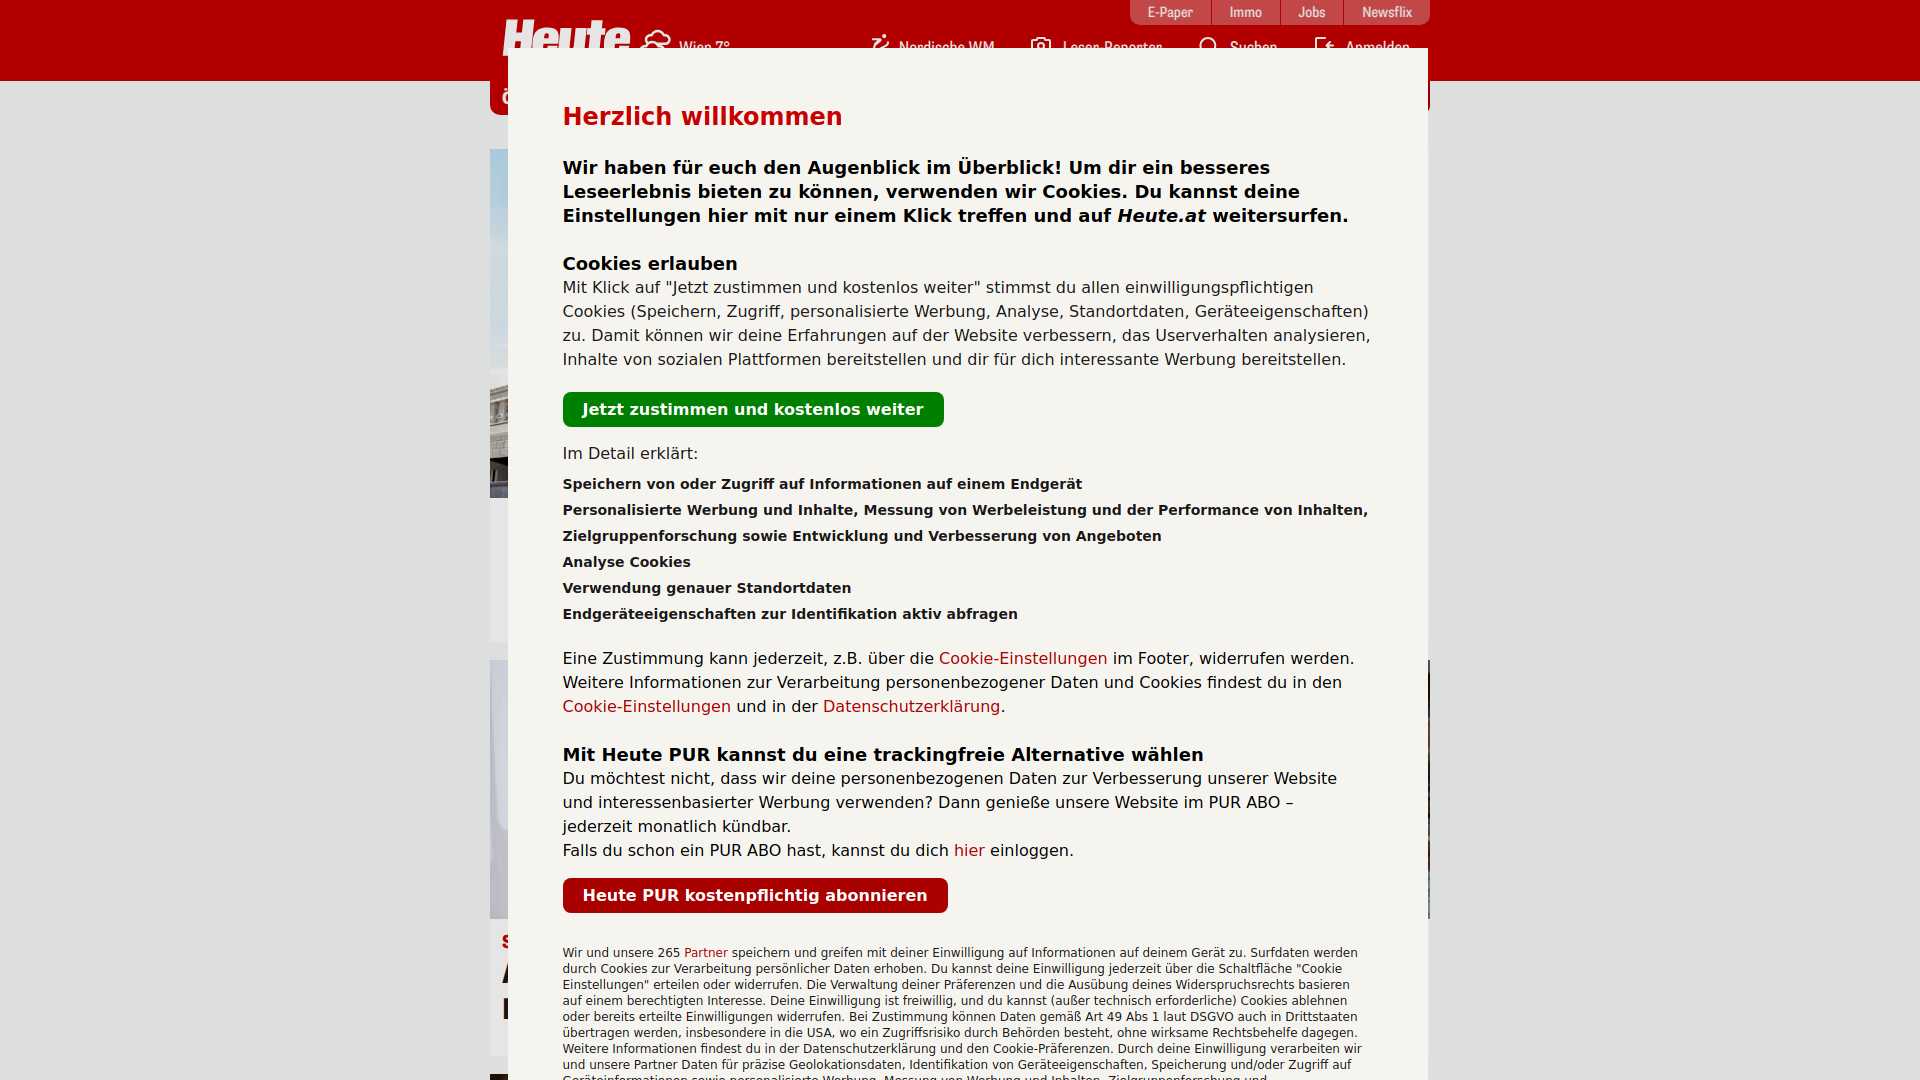 E-Paper
Immo
Jobs
Newsflix
Heute
Wien 7°
Nordische WM
Leser-Reporter
Suchen
Anmelden
Herzlich willkommen
Wir haben für euch den Augenblick im Überblick! Um dir ein besseres
Leseerlebnis bieten zu können, verwenden wir Cookies. Du kannst deine
Einstellungen hier mit nur einem Klick treffen und auf Heute.at weitersurfen.
Cookies erlauben
Mit Klick auf "Jetzt zustimmen und kostenlos weiter" stimmst du allen einwilligungspflichtigen
Cookies (Speichern, Zugriff, personalisierte Werbung, Analyse, Standortdaten, Geräteeigenschaften)
zu. Damit können wir deine Erfahrungen auf der Website verbessern, das Userverhalten analysieren,
Inhalte von sozialen Plattformen bereitstellen und dir für dich interessante Werbung bereitstellen.
Jetzt zustimmen und kostenlos weiter
Im Detail erklärt:
Speichern von oder Zugriff auf Informationen auf einem Endgerät
Personalisierte Werbung und Inhalte, Messung von Werbeleistung und der Performance von Inhalten,
Zielgruppenforschung sowie Entwicklung und Verbesserung von Angeboten
Analyse Cookies
Verwendung genauer Standortdaten
Endgeräteeigenschaften zur Identifikation aktiv abfragen
Eine Zustimmung kann jederzeit, z.B. über die Cookie-Einstellungen im Footer, widerrufen werden.
Weitere Informationen zur Verarbeitung personenbezogener Daten und Cookies findest du in den
Cookie-Einstellungen und in der Datenschutzerklärung.
Mit Heute PUR kannst du eine trackingfreie Alternative wählen
Du möchtest nicht, dass wir deine personenbezogenen Daten zur Verbesserung unserer Website
und interessenbasierter Werbung verwenden? Dann genieße unsere Website im PUR ABO –
jederzeit monatlich kündbar.
Falls du schon ein PUR ABO hast, kannst du dich hier einloggen.
Heute PUR kostenpflichtig abonnieren
Wir und unsere 265 Partner speichern und greifen mit deiner Einwilligung auf Informationen auf deinem Gerät zu. Surfdaten werden
durch Cookies zur Verarbeitung persönlicher Daten erhoben. Du kannst deine Einwilligung jederzeit über die Schaltfläche "Cookie
Einstellungen" erteilen oder widerrufen. Die Verwaltung deiner Präferenzen und die Ausübung deines Widerspruchsrechts basieren
auf einem berechtigten Interesse. Deine Einwilligung ist freiwillig, und du kannst (außer technisch erforderliche) Cookies ablehnen
oder bereits erteilte Einwilligungen widerrufen. Bei Zustimmung können Daten gemäß Art 49 Abs 1 laut DSGVO auch in Drittstaaten
übertragen werden, insbesondere in die USA, wo ein Zugriffsrisiko durch Behörden besteht, ohne wirksame Rechtsbehelfe dagegen.
Weitere Informationen findest du in der Datenschutzerklärung und den Cookie-Präferenzen. Durch deine Einwilligung verarbeiten wir
und unsere Partner Daten für präzise Geolokationsdaten, Identifikation von Geräteeigenschaften, Speicherung und/oder Zugriff auf
Geräteinformationen sowie personalisierte Werbung, Messung von Werbung und Inhalten, Zielgruppenforschung und